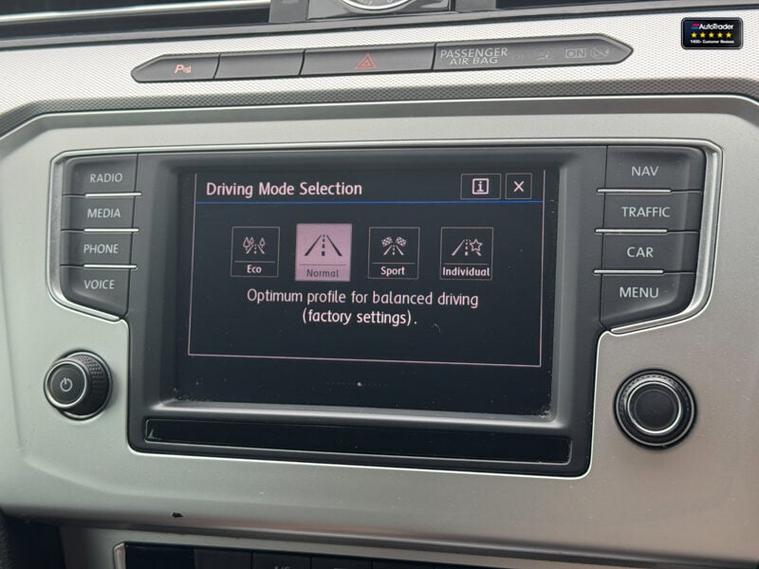 AutoTrader
P
PASSENGER
AIR BAG
ON
RADIO
MEDIA
PHONE
VOICE
Driving Mode Selection
i
X
Eco
Normal
Sport
Individual
Optimum profile for balanced driving
(factory settings).
NAV
TRAFFIC
CAR
MENU